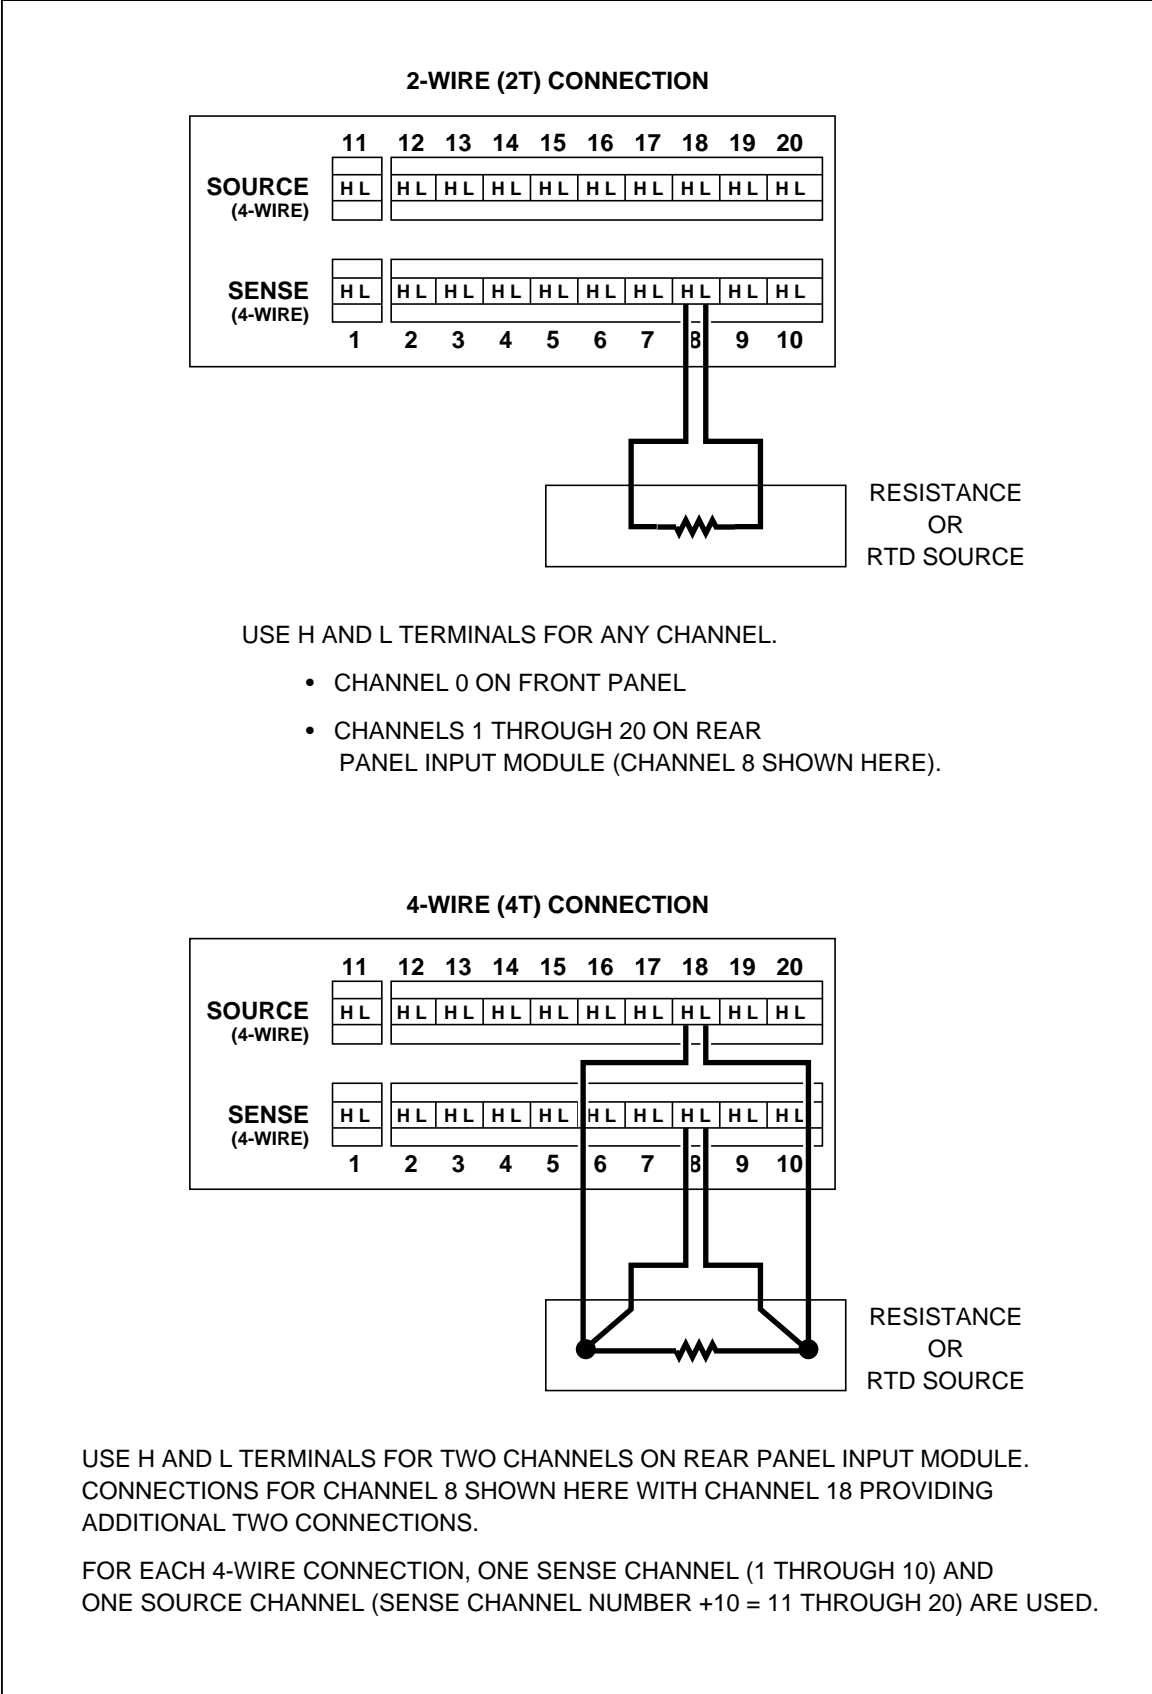 2-WIRE (2T) CONNECTION
11 12 13 14 15 16 17 18 19 20
SOURCE H L H L H L H L H L H L H L H L H L H L
(4-WIRE)
SENSE H L H L H L H L H L H L H L H L H L H L
(4-WIRE)
1 2 3 4 5 6 7 8 9 10
RESISTANCE
OR
RTD SOURCE
USE H AND L TERMINALS FOR ANY CHANNEL.
• CHANNEL 0 ON FRONT PANEL
• CHANNELS 1 THROUGH 20 ON REAR
PANEL INPUT MODULE (CHANNEL 8 SHOWN HERE).
4-WIRE (4T) CONNECTION
11 12 13 14 15 16 17 18 19 20
SOURCE H L H L H L H L H L H L H L H L H L H L
(4-WIRE)
SENSE H L H L H L H L H L H L H L H L H L H L
(4-WIRE)
1 2 3 4 5 6 7 8 9 10
RESISTANCE
OR
RTD SOURCE
USE H AND L TERMINALS FOR TWO CHANNELS ON REAR PANEL INPUT MODULE.
CONNECTIONS FOR CHANNEL 8 SHOWN HERE WITH CHANNEL 18 PROVIDING
ADDITIONAL TWO CONNECTIONS.
FOR EACH 4-WIRE CONNECTION, ONE SENSE CHANNEL (1 THROUGH 10) AND
ONE SOURCE CHANNEL (SENSE CHANNEL NUMBER +10 = 11 THROUGH 20) ARE USED.